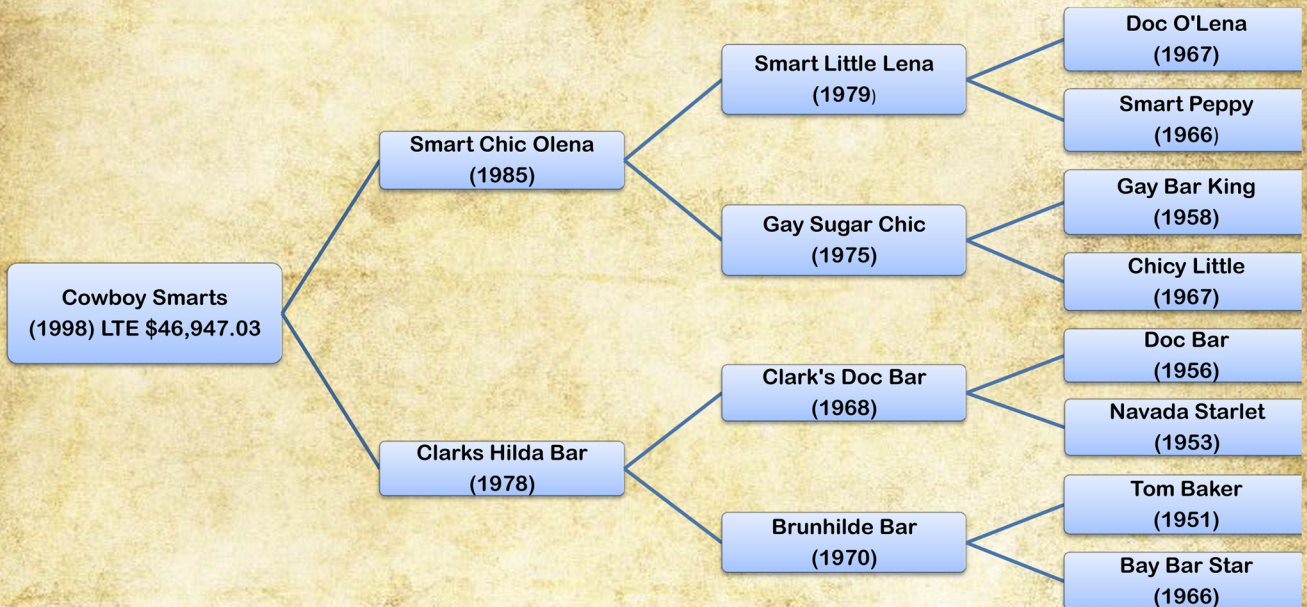 Cowboy Smarts
(1998) LTE $46,947.03
Smart Chic Olena
(1985)
Clarks Hilda Bar
(1978)
Smart Little Lena
(1979)
Gay Sugar Chic
(1975)
Clark's Doc Bar
(1968)
Brunhilde Bar
(1970)
Doc O'Lena
(1967)
Smart Peppy
(1966)
Gay Bar King
(1958)
Chicy Little
(1967)
Doc Bar
(1956)
Navada Starlet
(1953)
Tom Baker
(1951)
Bay Bar Star
(1966)